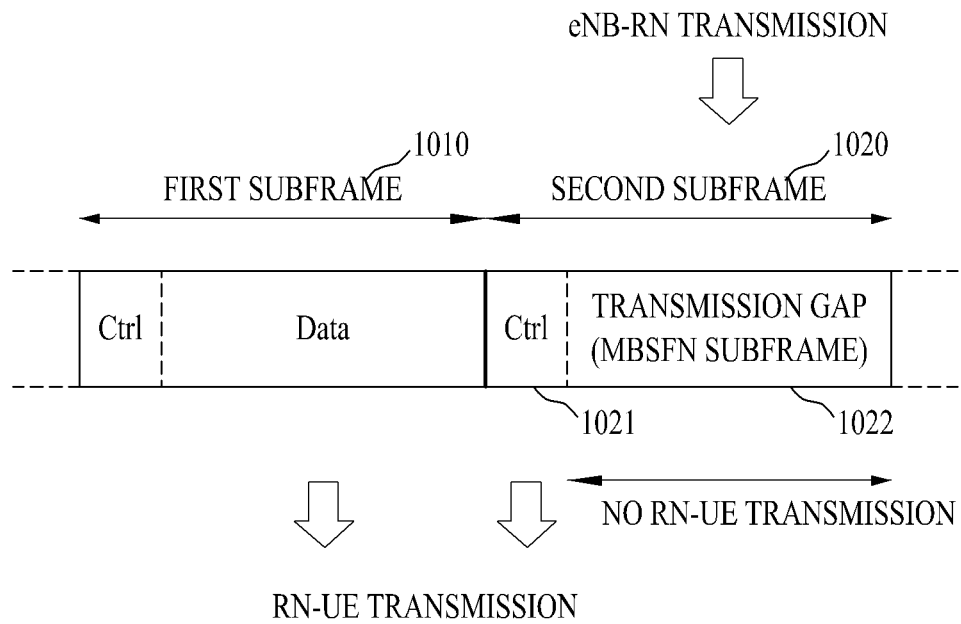 eNB-RN TRANSMISSION
1010
1020
FIRST SUBFRAME
SECOND SUBFRAME
Ctrl
Data
Ctrl
TRANSMISSION GAP
(MBSFN SUBFRAME)
1021
1022
NO RN-UE TRANSMISSION
RN-UE TRANSMISSION